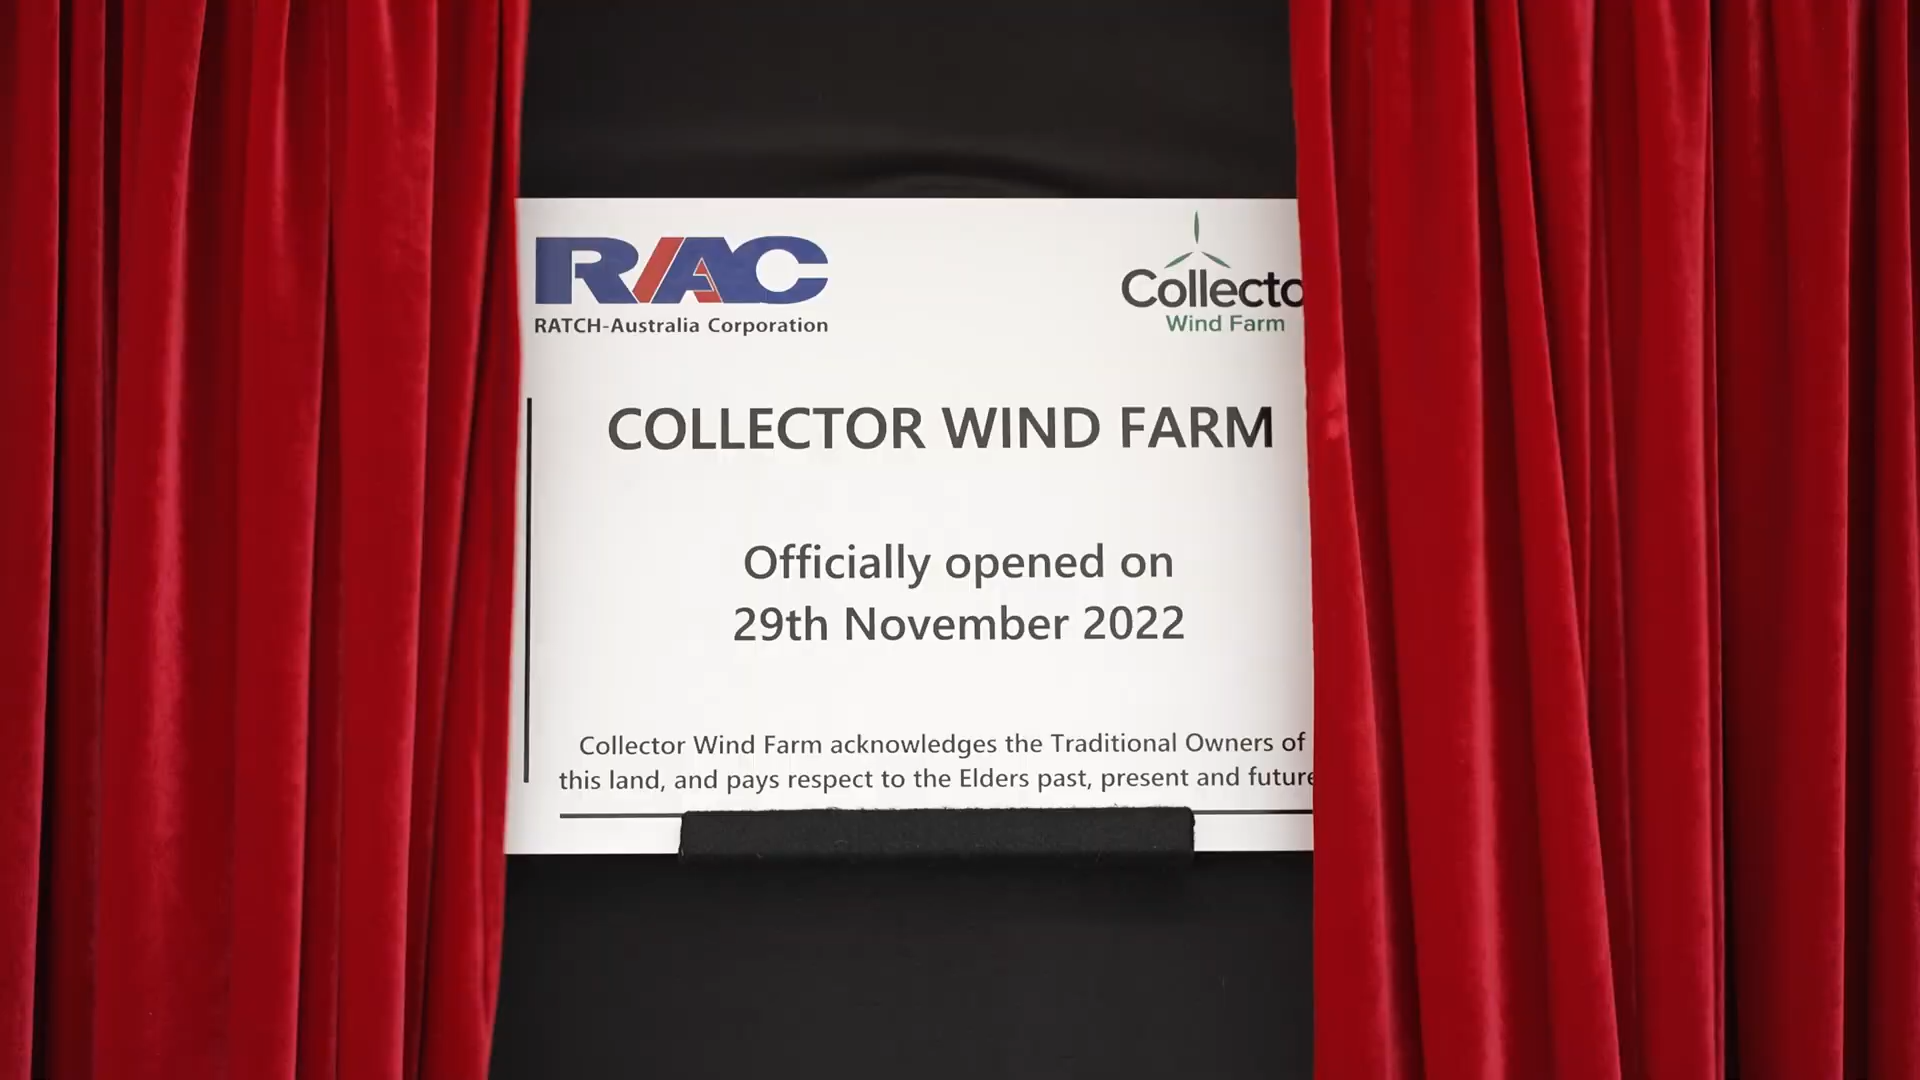 RAC
RATCH-Australia Corporation
Collecto
Wind Farm
COLLECTOR WIND FARM
Officially opened on
29th November 2022
Collector Wind Farm acknowledges the Traditional Owners of
this land, and pays respect to the Elders past, present and future